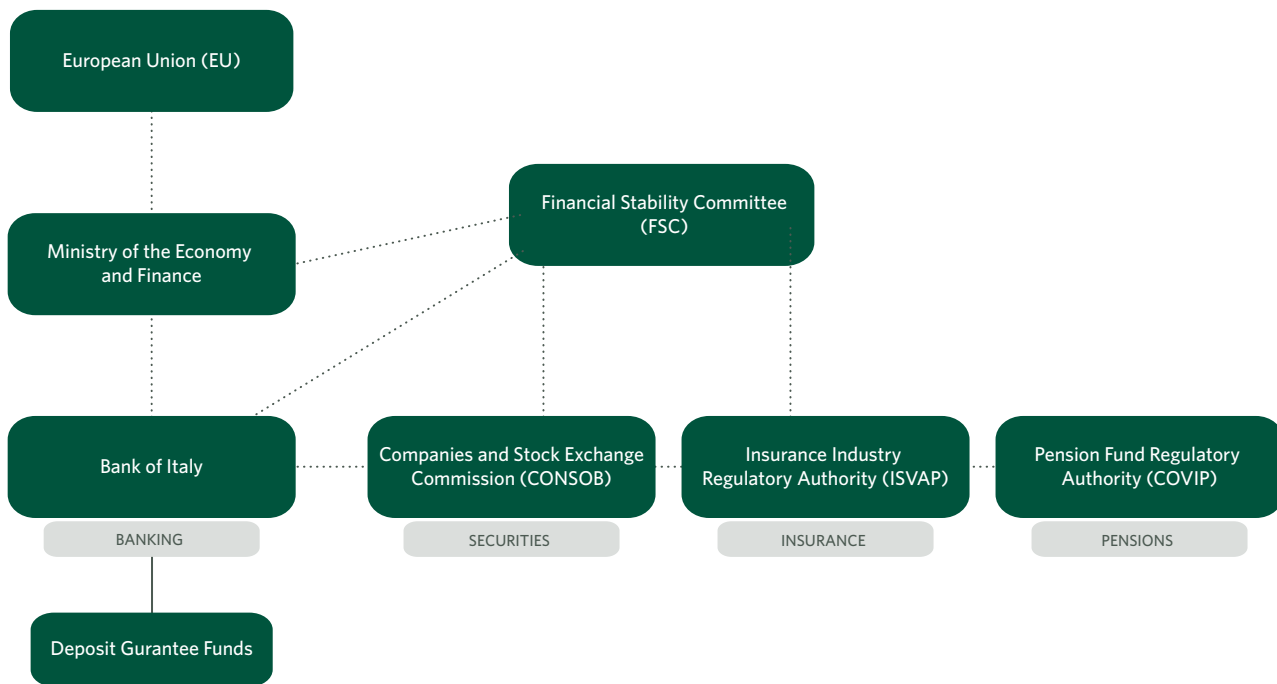 European Union (EU)
Financial Stability Committee
(FSC)
Ministry of the Economy
and Finance
Bank of Italy
Companies and Stock Exchange
Commission (CONSOB)
Insurance Industry
Regulatory Authority (ISVAP)
Pension Fund Regulatory
Authority (COVIP)
BANKING
SECURITIES
INSURANCE
PENSIONS
Deposit Gurantee Funds